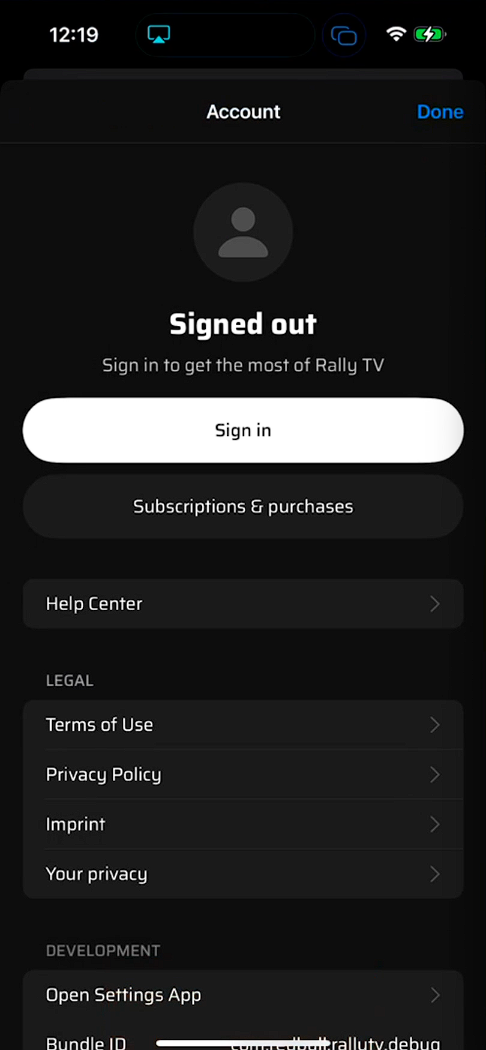 12:19
Account
Done
Signed out
Sign in to get the most of Rally TV
Sign in
Subscriptions & purchases
Help Center
LEGAL
Terms of Use
Privacy Policy
Imprint
Your privacy
DEVELOPMENT
Open Settings App
Bundle ID
com.redbull.rallytv.debug